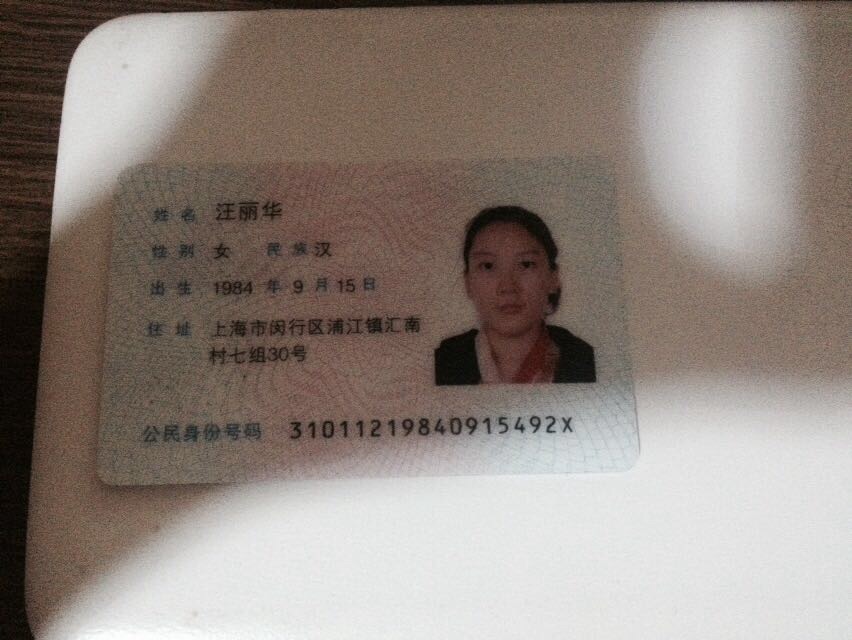 姓名 汪丽华
性别 女 民族 汉
出生 1984 年 9 月 15 日
住址 上海市闵行区浦江镇汇南
村七组30号
公民身份号码 31011219840915492X